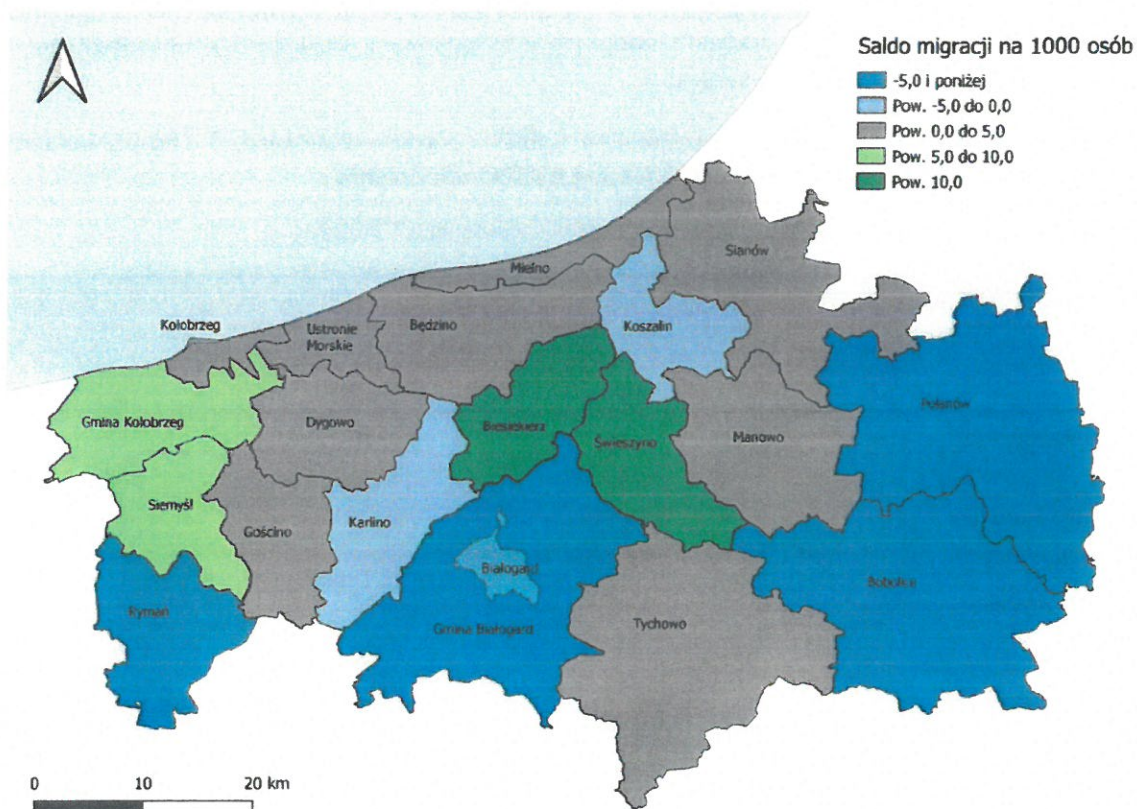 Saldo migracji na 1000 osób
-5,0 i poniżej
Pow. -5,0 do 0,0
Pow. 0,0 do 5,0
Pow. 5,0 do 10,0
Pow. 10,0
Sianów
Mielno
Kołobrzeg
Ustronie
Morskie
Będzino
Koszalin
Polanów
Gmina Kołobrzeg
Dygowo
Biesiekierz
Świeszyno
Manowo
Siemyśl
Gościno
Karlino
Białogard
Bobolice
Rymań
Gmina Białogard
Tychowo
0 10 20 km